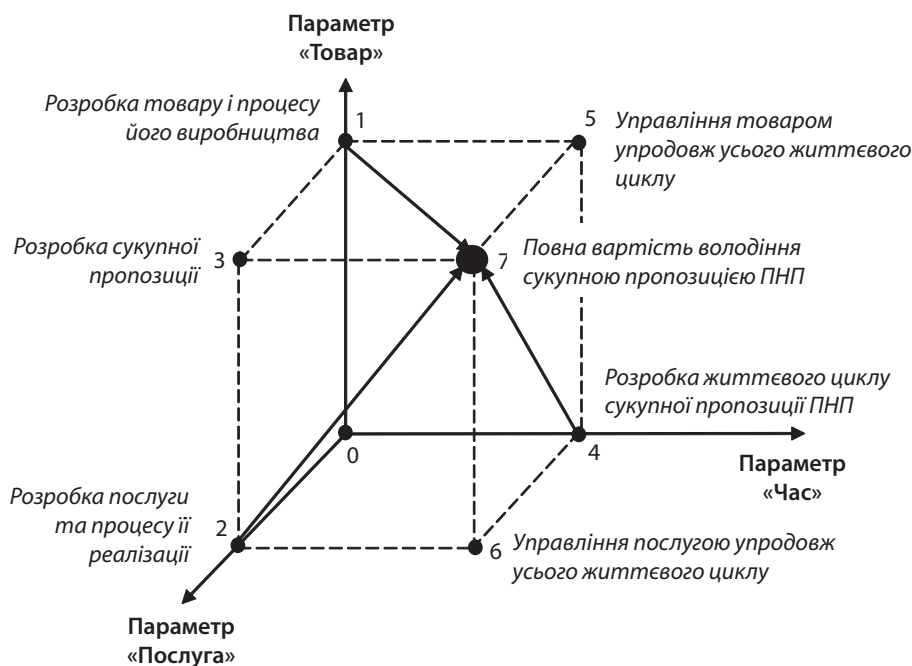 Параметр
«Товар»
Розробка товару і процесу
його виробництва
1
5
Управління товаром
упродовж усього життєвого
циклу
Розробка сукупної
пропозиції
3
7
Повна вартість володіння
сукупною пропозицією ПНП
Розробка життєвого циклу
сукупної пропозиції ПНП
0
4
Параметр
«Час»
Розробка послуги
та процесу її
реалізації
2
6
Управління послугою упродовж
усього життєвого циклу
Параметр
«Послуга»